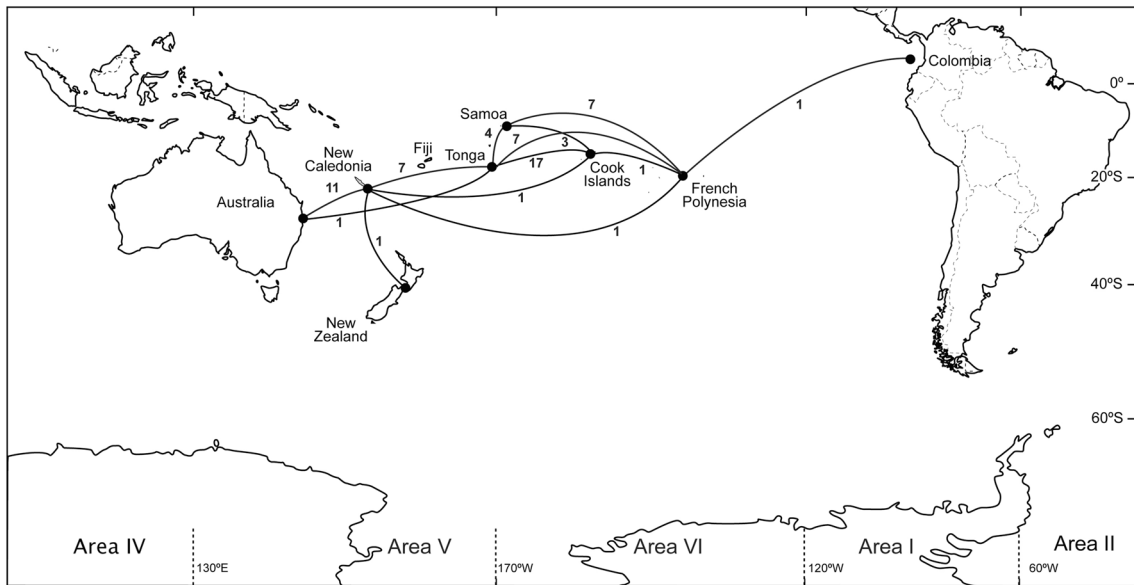 Colombia
0º
1
7
Samoa
4
7
3
Fiji
Tonga
17
New
Caledonia
7
1
Cook
Islands
20ºS
11
French
Polynesia
Australia
1
1
1
1
40ºS
New
Zealand
60ºS
Area IV
Area V
Area VI
Area I
Area II
130ºE
170ºW
120ºW
60ºW